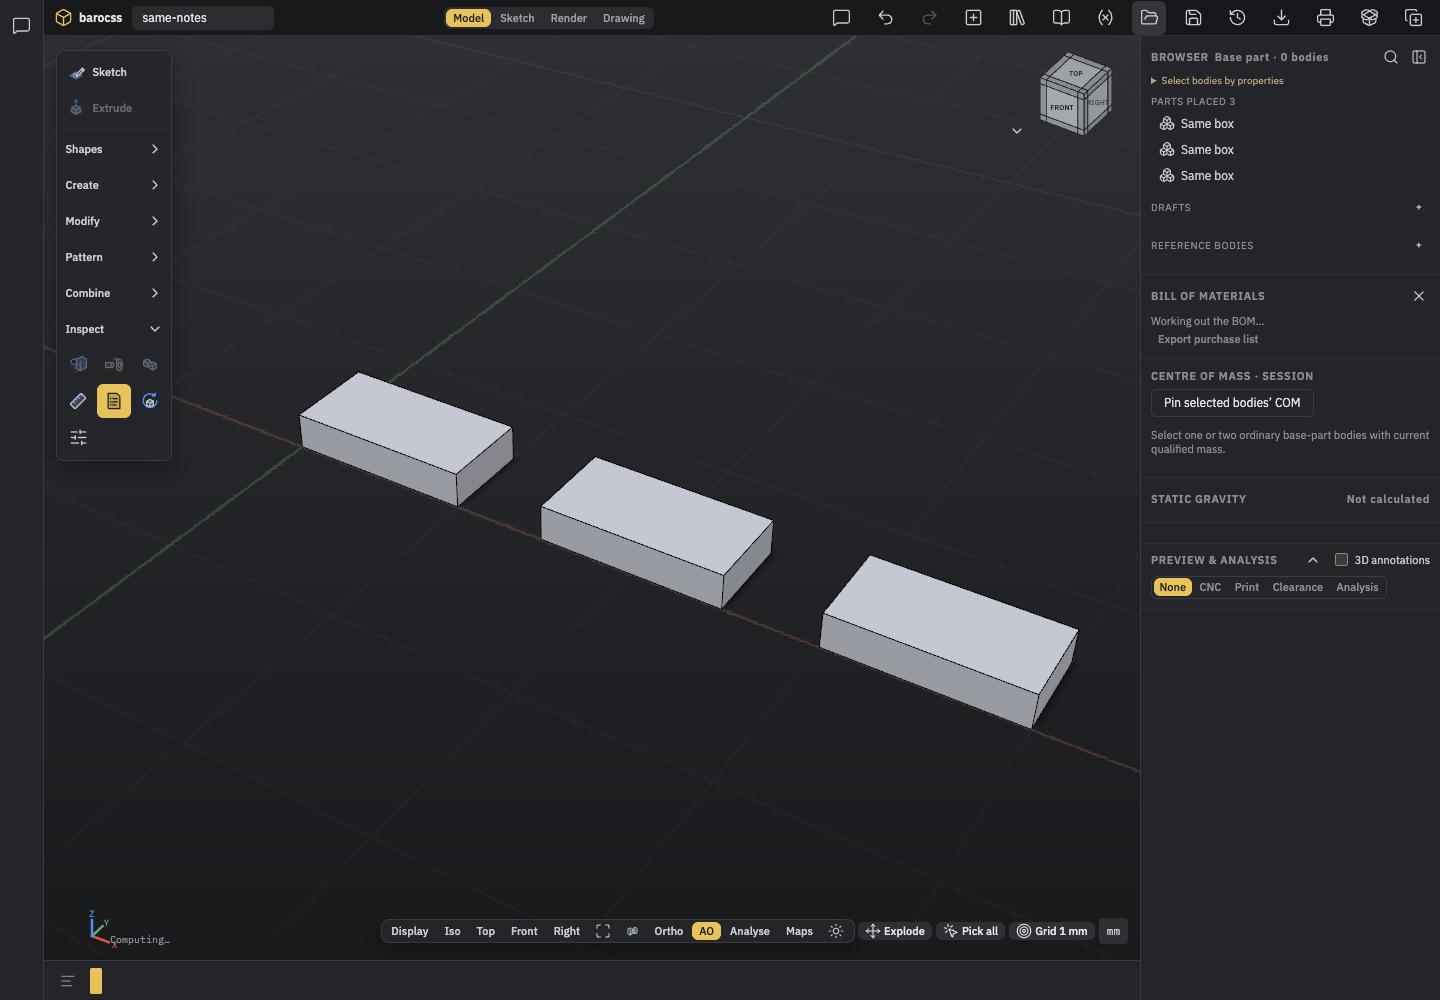 barocss
same-notes
Model
Sketch
Render
Drawing
Sketch
Extrude
Shapes
Create
Modify
Pattern
Combine
Inspect
TOP
FRONT
RIGHT
BROWSER Base part · 0 bodies
Select bodies by properties
PARTS PLACED 3
Same box
Same box
Same box
DRAFTS
REFERENCE BODIES
BILL OF MATERIALS
Working out the BOM…
Export purchase list
CENTRE OF MASS · SESSION
Pin selected bodies’ COM
Select one or two ordinary base-part bodies with current
qualified mass.
STATIC GRAVITY Not calculated
PREVIEW & ANALYSIS 3D annotations
None CNC Print Clearance Analysis
Z
Y
X
Computing…
Display Iso Top Front Right Ortho AO Analyse Maps Explode Pick all Grid 1 mm mm